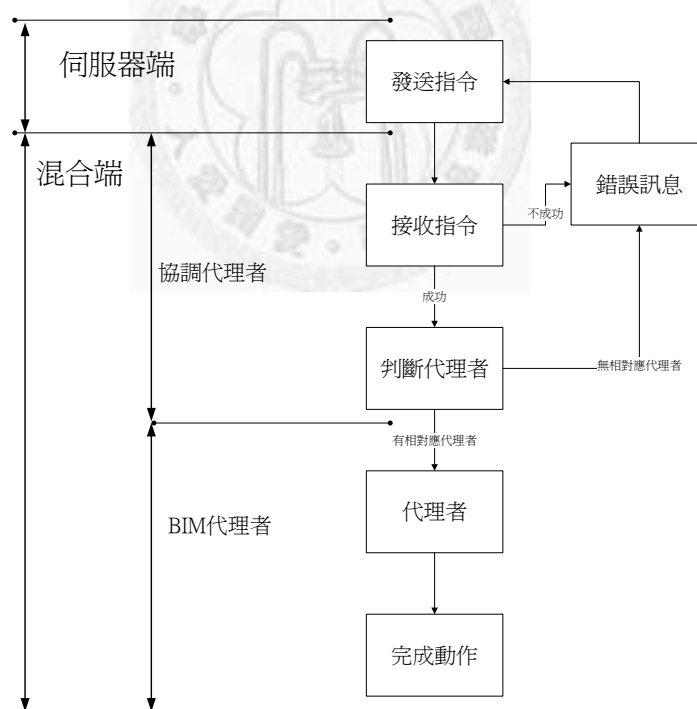 伺服器端
發送指令
混合端
錯誤訊息
接收指令
不成功
協調代理者
成功
判斷代理者
無相對應代理者
有相對應代理者
代理者
BIM代理者
完成動作